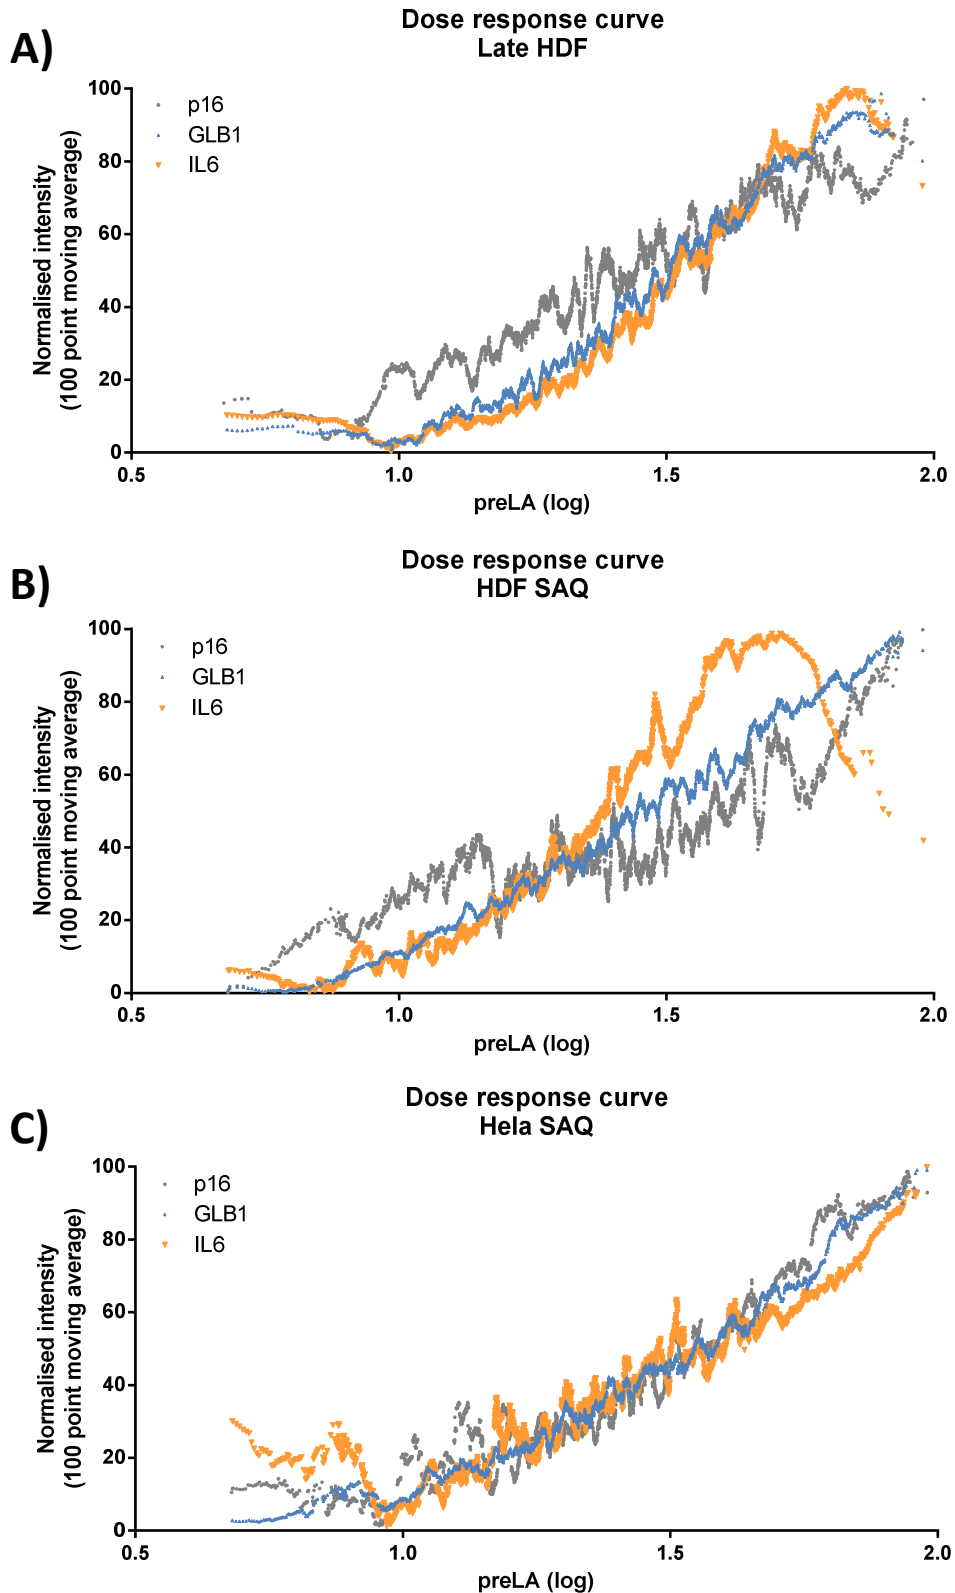 A)
Dose response curve
Late HDF
Normalised intensity
(100 point moving average)
100
80
60
40
20
0
p16
GLB1
IL6
0.5
1.0
1.5
2.0
preLA (log)
B)
Dose response curve
HDF SAQ
Normalised intensity
(100 point moving average)
100
80
60
40
20
0
p16
GLB1
IL6
0.5
1.0
1.5
2.0
preLA (log)
C)
Dose response curve
Hela SAQ
Normalised intensity
(100 point moving average)
100
80
60
40
20
0
p16
GLB1
IL6
0.5
1.0
1.5
2.0
preLA (log)